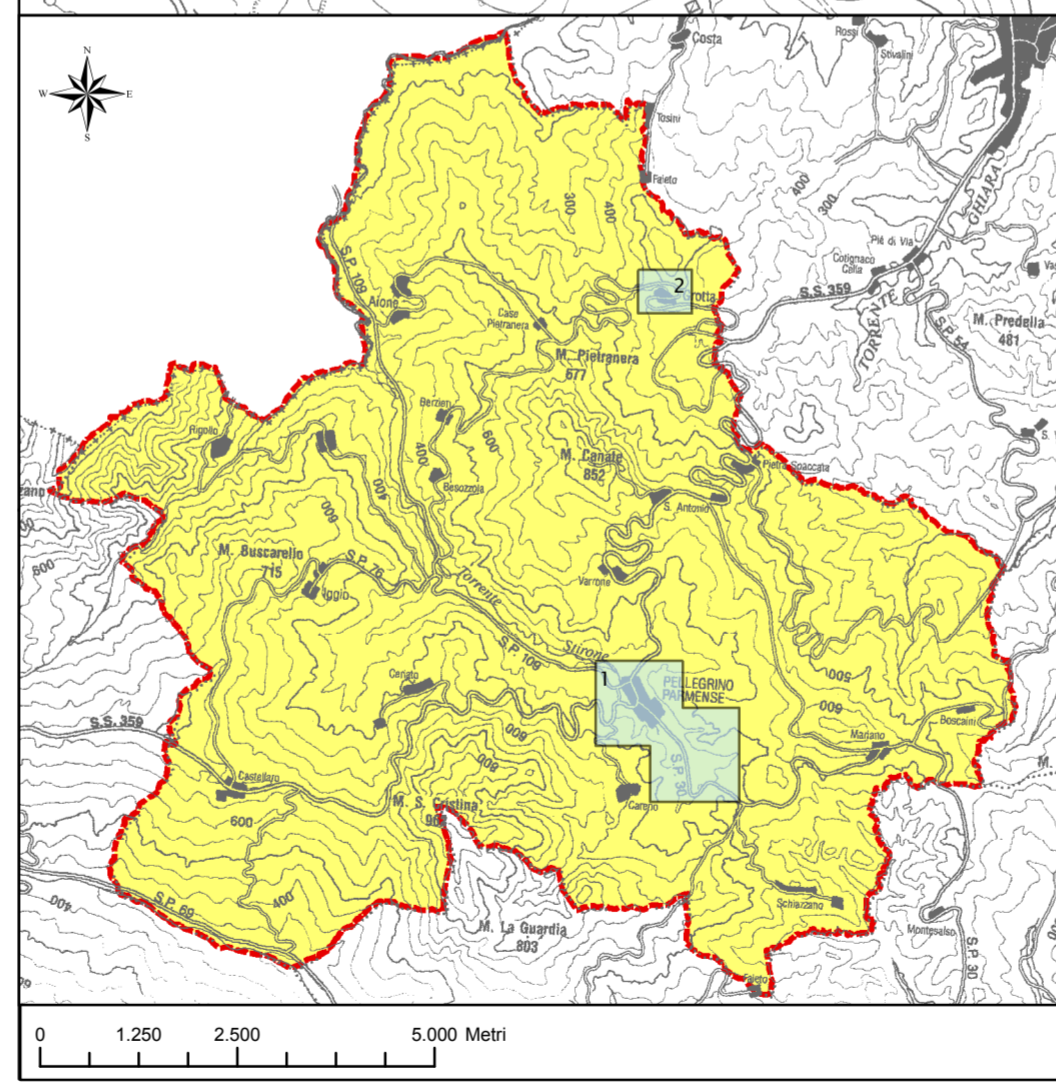 N
W
E
S
Costa
Rossi
Stivalini
Tosini
Faieto
GHIARA
TORRENTE
Piè di Via
Cotignaco
Cella
S.S. 359
S.P. 54
M. Predella
481
400
300
300
400
S.P. 109
Aione
Case
Pietranera
2
Grotta
M. Pietranera
677
Berzieri
400
600
Besozzola
M. Canate
852
Pietra Spaccata
S. Antonio
Rigollo
400
600
zano
600
M. Buscarello
715
S.P. 76
Iggio
Varrone
Torrente
Stirone
S.P. 109
1
PELLEGRINO
PARMENSE
500
600
Boscaini
Mariano
Careno
S.P. 30
600
800
S.S. 359
Castellaro
600
400
S.P. 69
400
M. S. Cristina
M. La Guardia
803
Schiazzano
Montesalso
S.P. 30
Faieto
M.
0
1.250
2.500
5.000 Metri